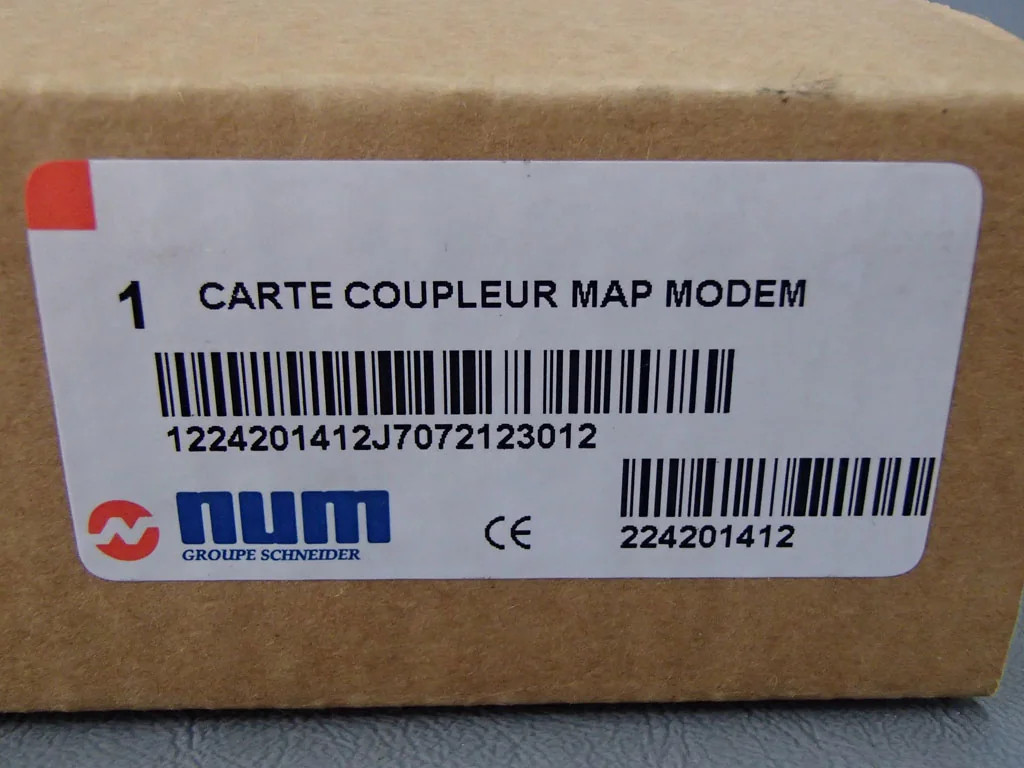 1 CARTE COUPLEUR MAP MODEM
1224201412J7072123012
num
GROUPE SCHNEIDER
CE
224201412